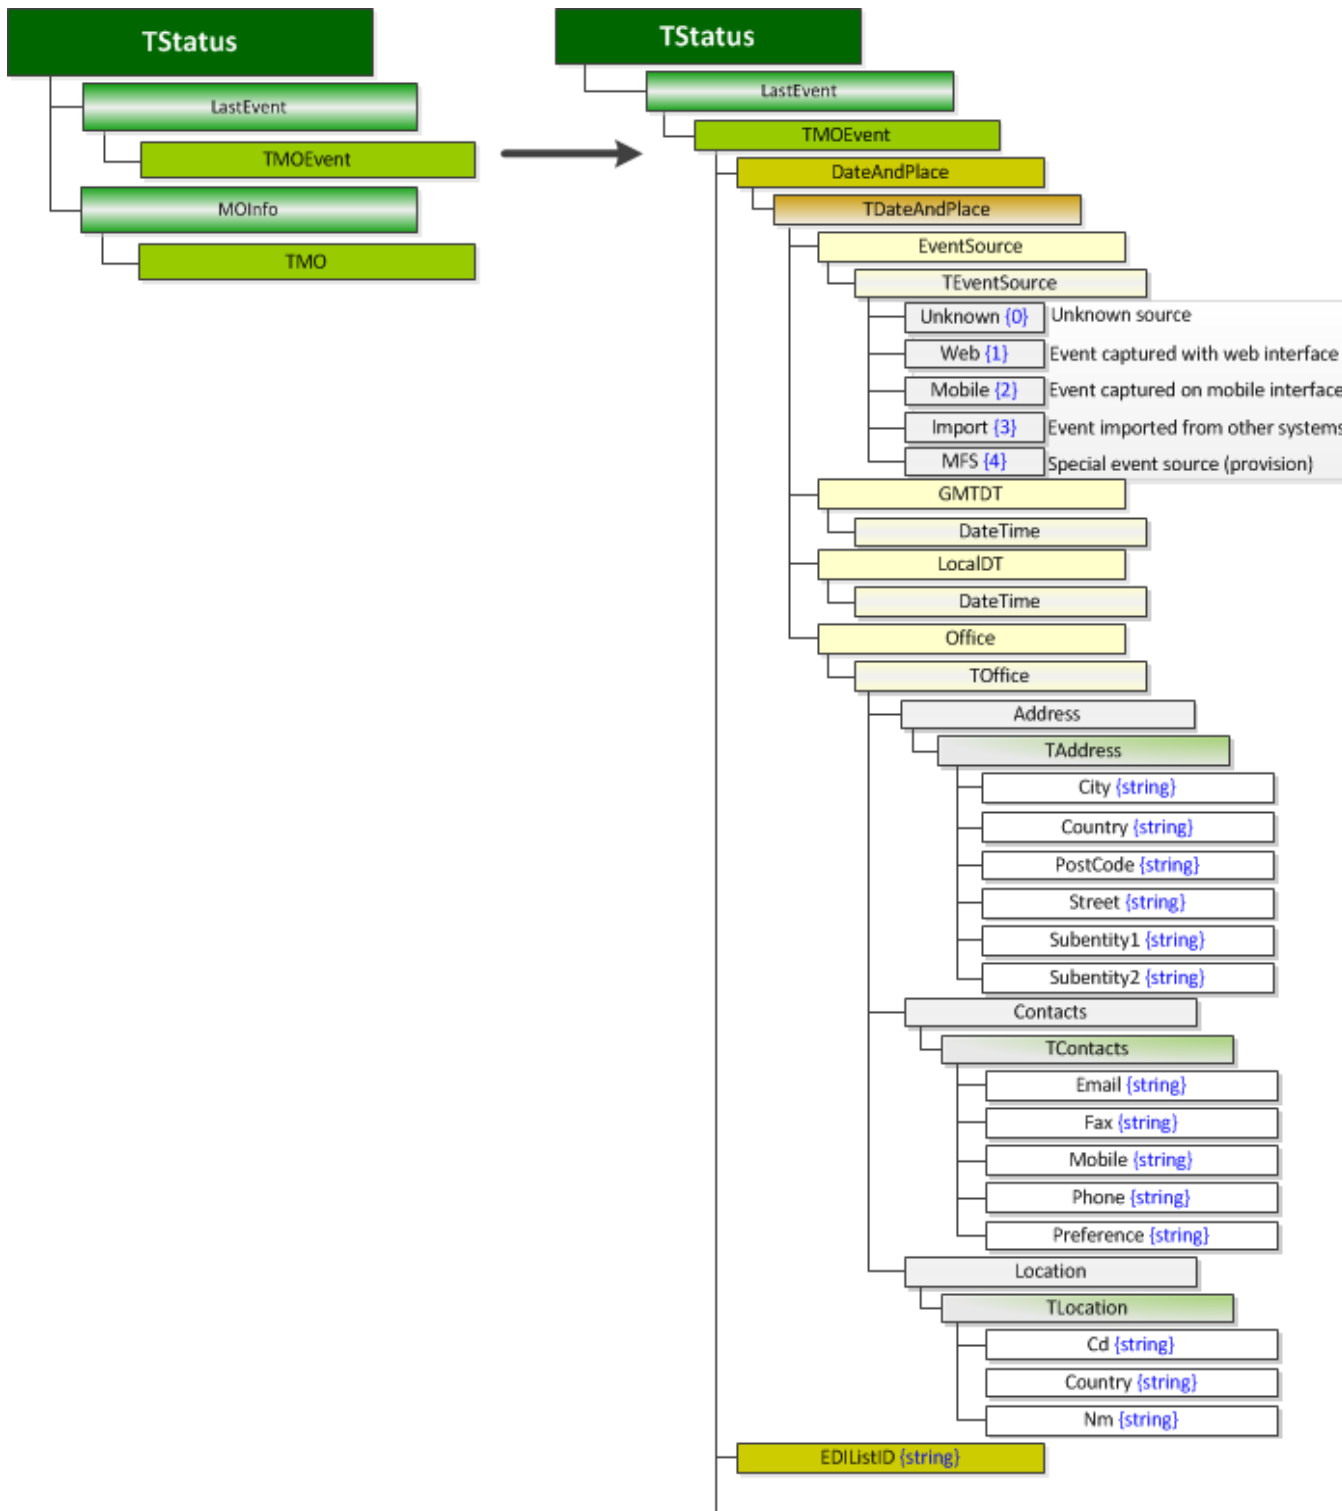 TStatus
LastEvent
TMOEvent
MOInfo
TMO
TStatus
LastEvent
TMOEvent
DateAndPlace
TDateAndPlace
EventSource
TEventSource
Unknown {0} Unknown source
Web {1} Event captured with web interface
Mobile {2} Event captured on mobile interface
Import {3} Event imported from other systems
MFS {4} Special event source (provision)
GMTDT
DateTime
LocalDT
DateTime
Office
TOffice
Address
TAddress
City {string}
Country {string}
PostCode {string}
Street {string}
Subentity1 {string}
Subentity2 {string}
Contacts
TContacts
Email {string}
Fax {string}
Mobile {string}
Phone {string}
Preference {string}
Location
TLocation
Cd {string}
Country {string}
Nm {string}
EDIListID {string}